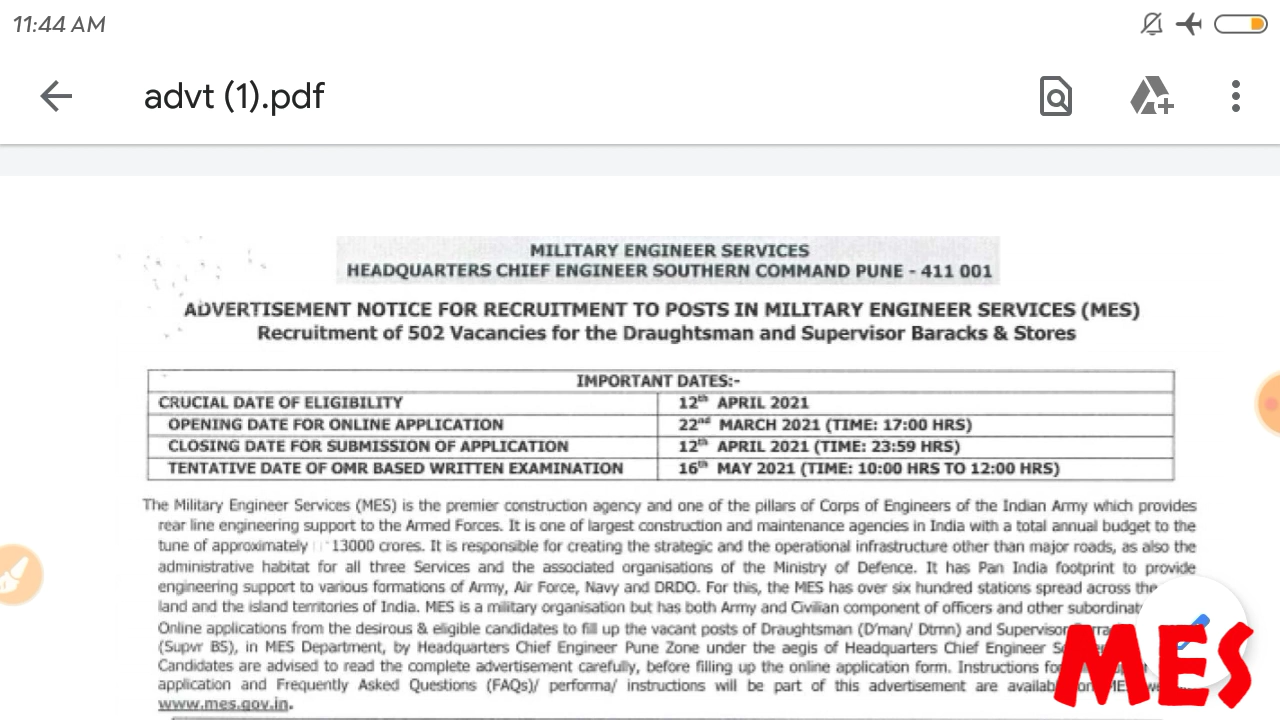 11:44 AM
advt (1).pdf
MILITARY ENGINEER SERVICES
HEADQUARTERS CHIEF ENGINEER SOUTHERN COMMAND PUNE - 411 001
ADVERTISEMENT NOTICE FOR RECRUITMENT TO POSTS IN MILITARY ENGINEER SERVICES (MES)
Recruitment of 502 Vacancies for the Draughtsman and Supervisor Baracks & Stores
IMPORTANT DATES:-
CRUCIAL DATE OF ELIGIBILITY 12th APRIL 2021
OPENING DATE FOR ONLINE APPLICATION 22nd MARCH 2021 (TIME: 17:00 HRS)
CLOSING DATE FOR SUBMISSION OF APPLICATION 12th APRIL 2021 (TIME: 23:59 HRS)
TENTATIVE DATE OF OMR BASED WRITTEN EXAMINATION 16th MAY 2021 (TIME: 10:00 HRS TO 12:00 HRS)
The Military Engineer Services (MES) is the premier construction agency and one of the pillars of Corps of Engineers of the Indian Army which provides
rear line engineering support to the Armed Forces. It is one of largest construction and maintenance agencies in India with a total annual budget to the
tune of approximately 13000 crores. It is responsible for creating the strategic and the operational infrastructure other than major roads, as also the
administrative habitat for all three Services and the associated organisations of the Ministry of Defence. It has Pan India footprint to provide
engineering support to various formations of Army, Air Force, Navy and DRDO. For this, the MES has over six hundred stations spread across the
land and the island territories of India. MES is a military organisation but has both Army and Civilian component of officers and other
Online applications from the desirous & eligible candidates to fill up the vacant posts of Draughtsman (D'man/ Dtmn) and Supervisor
(Supvr BS), in MES Department, by Headquarters Chief Engineer Pune Zone under the aegis of Headquarters Chief Engineer
Candidates are advised to read the complete advertisement carefully, before filling up the online application form. Instructions
application and Frequently Asked Questions (FAQs)/ performa/ instructions will be part of this advertisement are
www.mes.gov.in.
MES